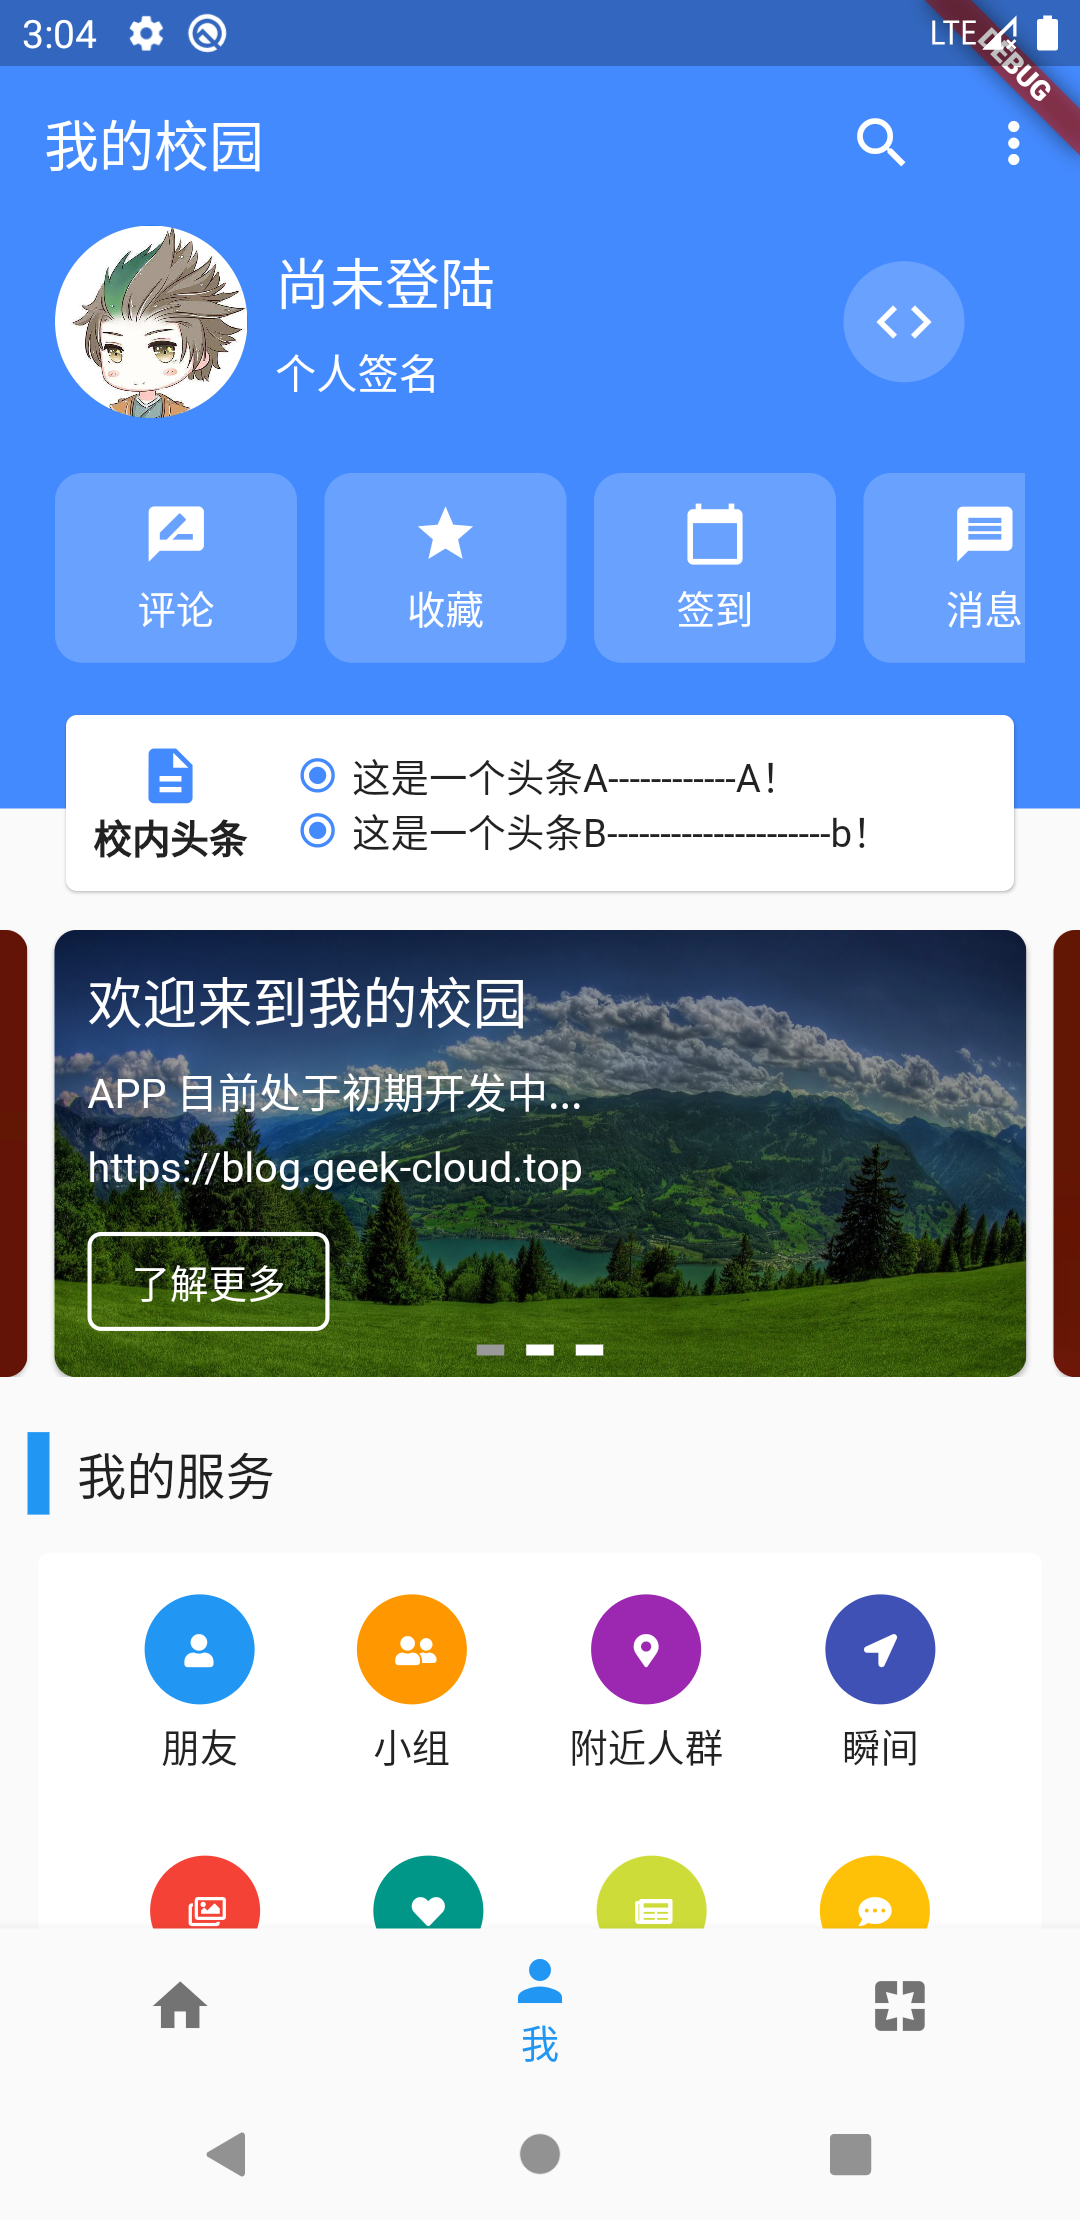 3:04
LTE
DEBUG
我的校园
尚未登陆
个人签名
评论
收藏
签到
消息
校内头条
这是一个头条A------------A!
这是一个头条B---------------------b!
欢迎来到我的校园
APP 目前处于初期开发中...
https://blog.geek-cloud.top
了解更多
我的服务
朋友
小组
附近人群
瞬间
我